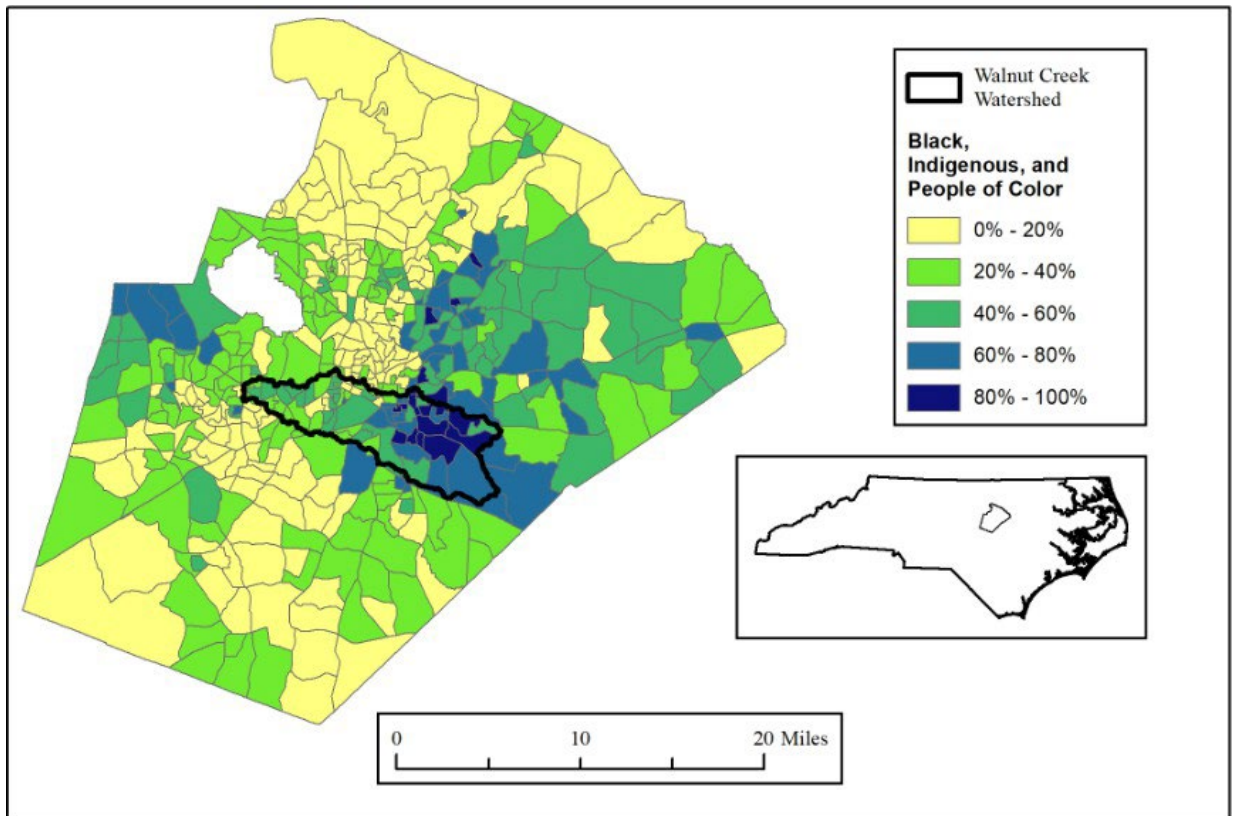 Walnut Creek
Watershed
Black,
Indigenous, and
People of Color
0% - 20%
20% - 40%
40% - 60%
60% - 80%
80% - 100%
0 10 20 Miles